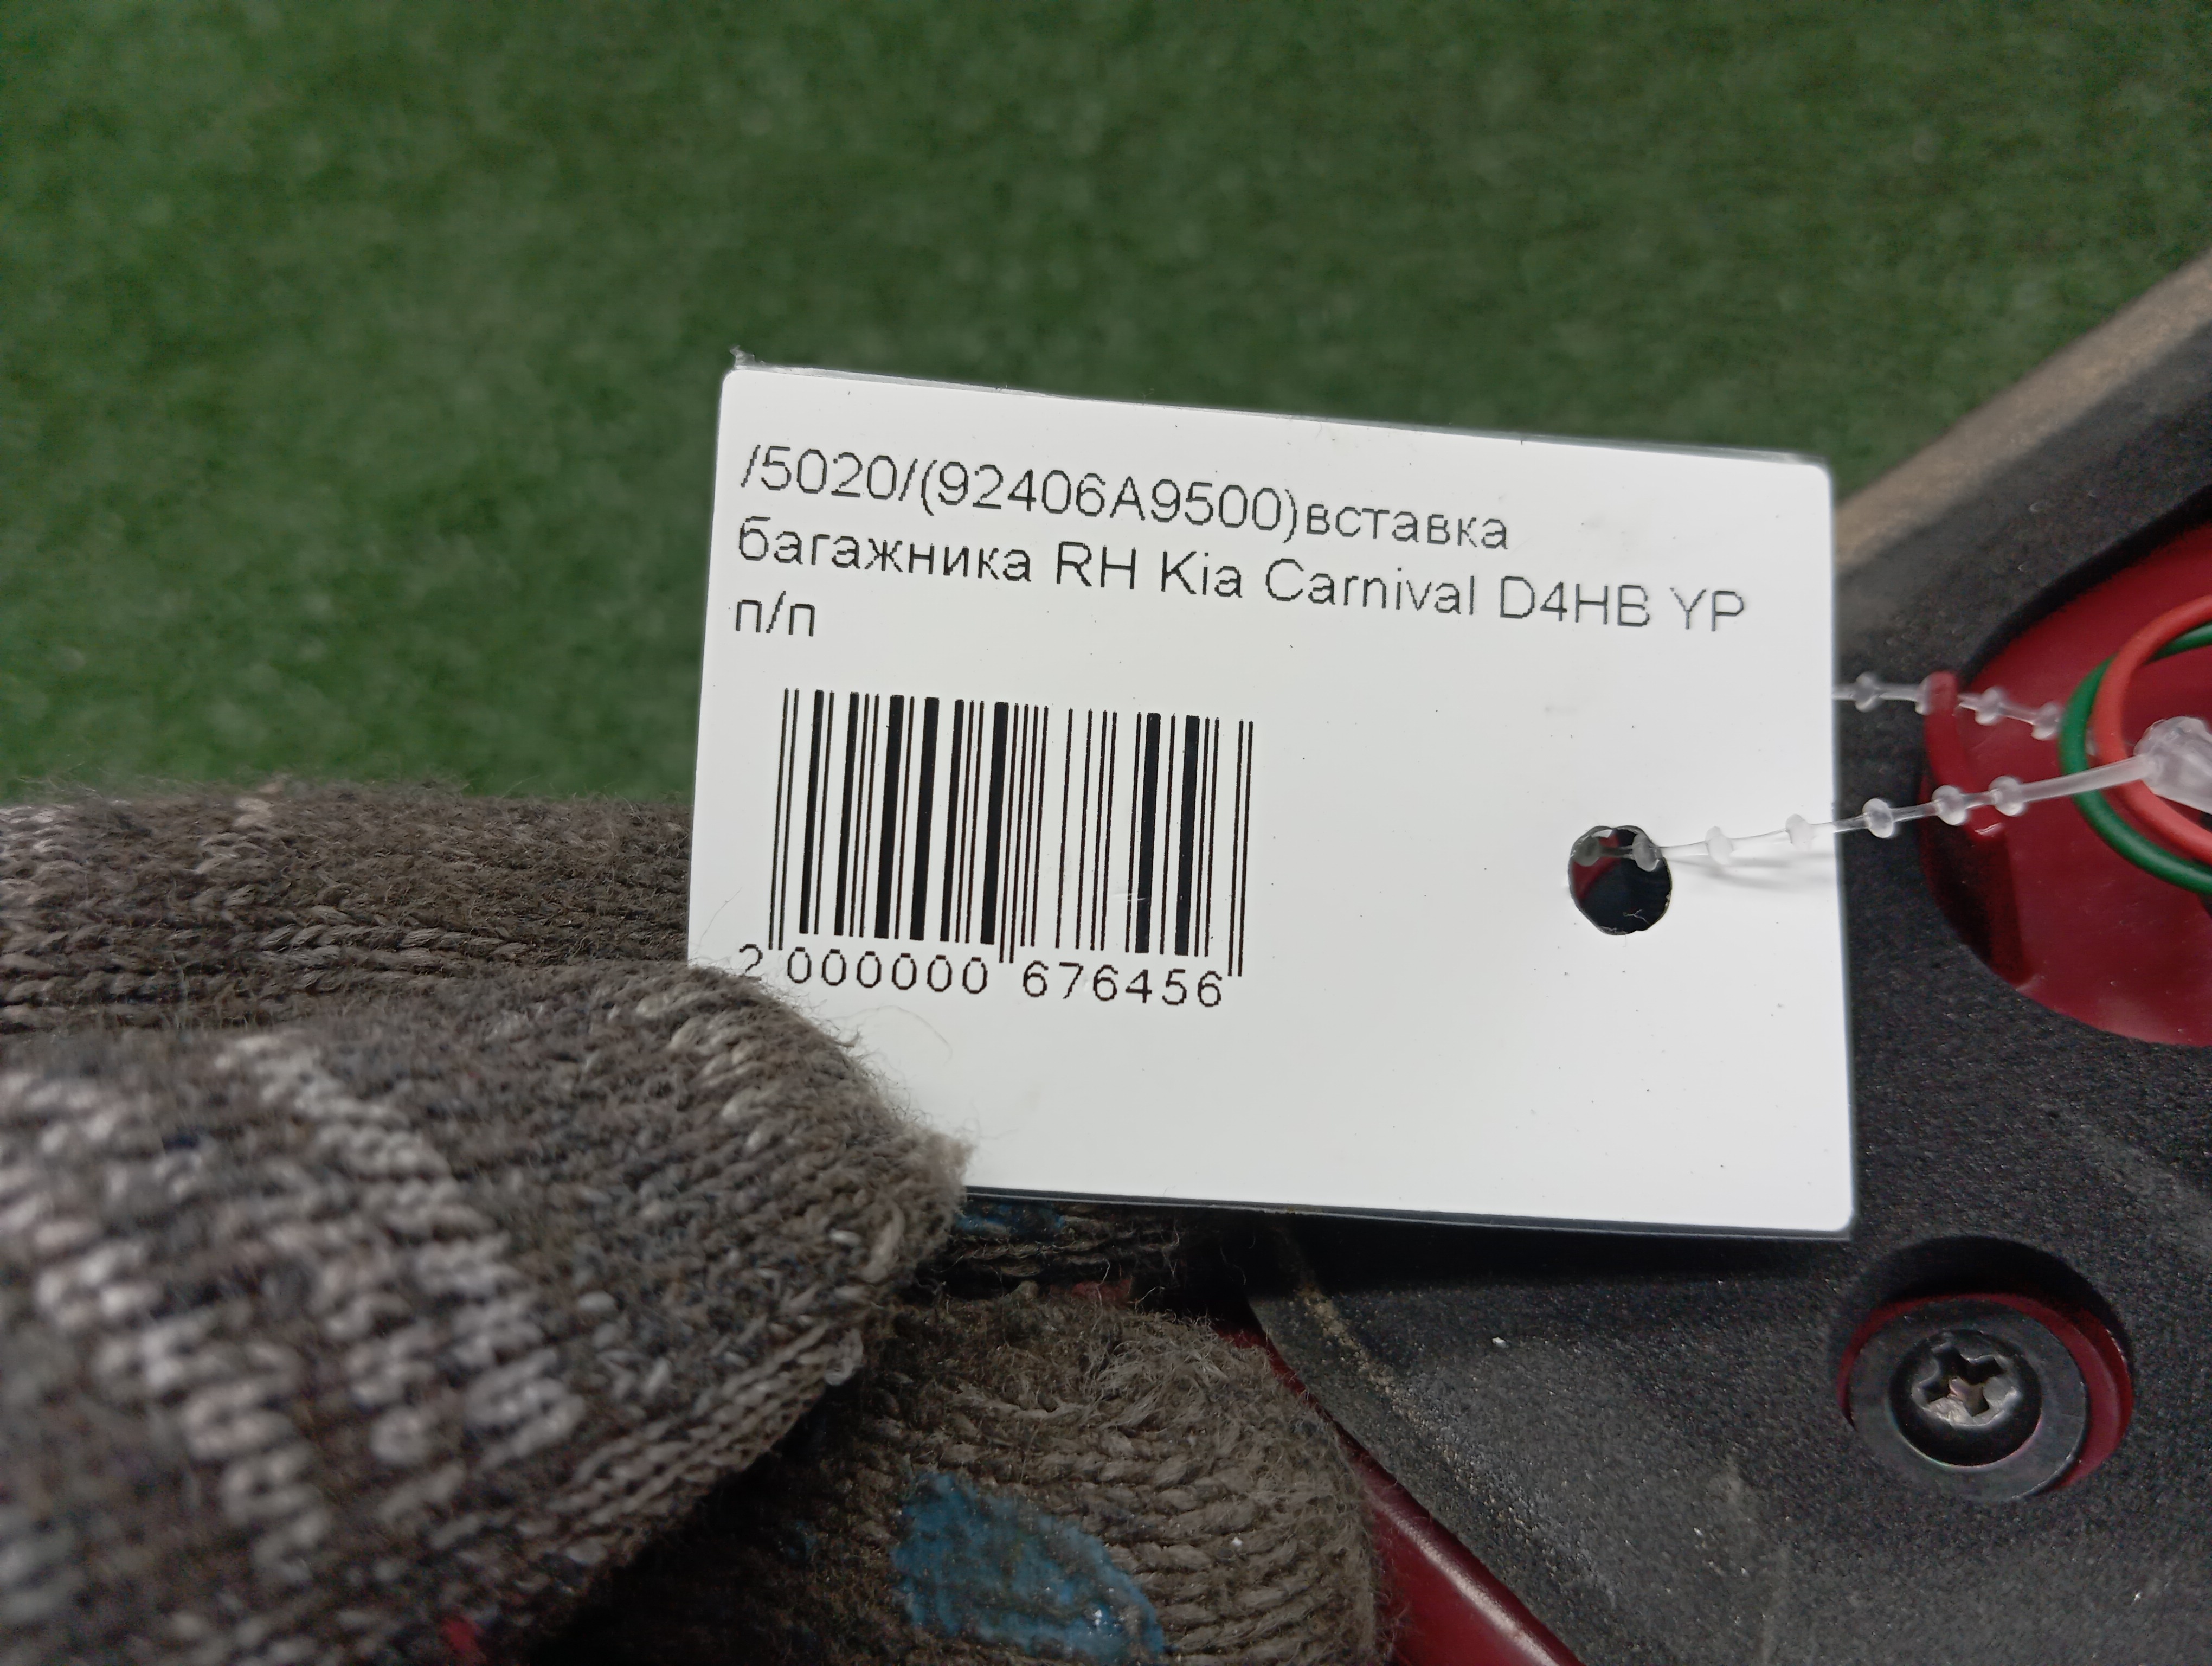 /5020/(92406A9500)вставка
багажника RH Kia Carnival D4HB YP
п/п
2 000000 676456